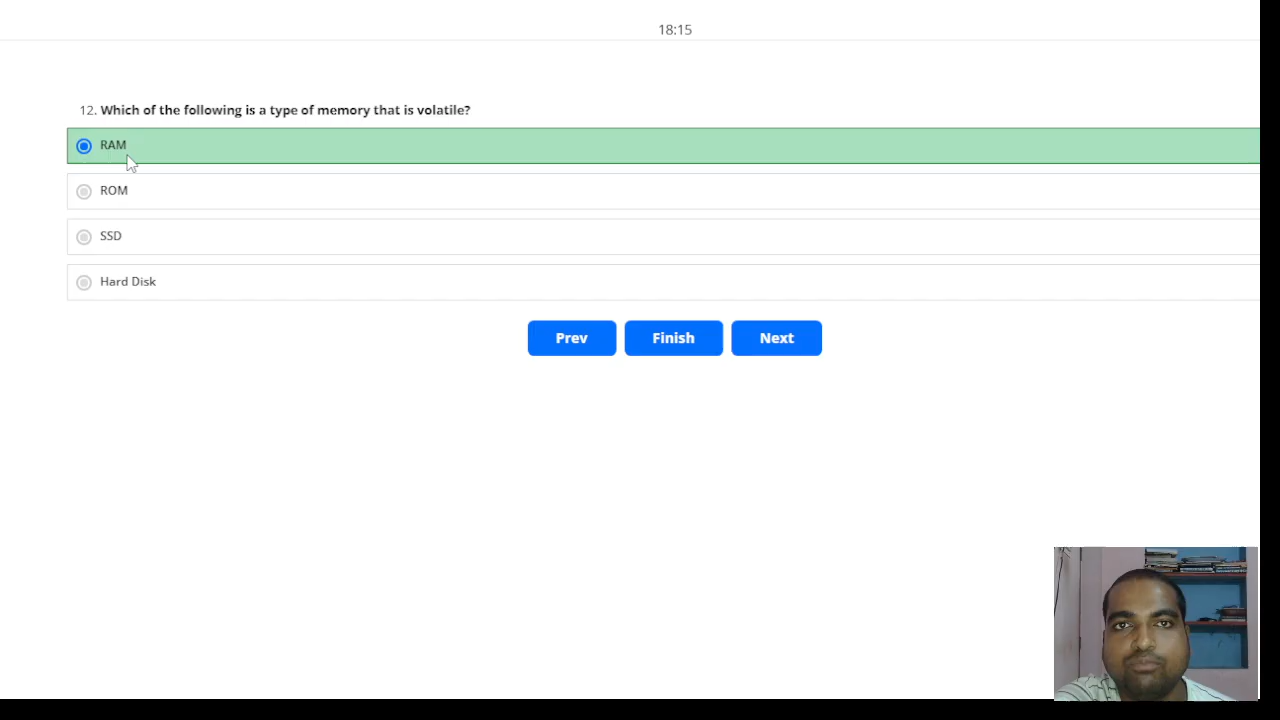 18:15
12. Which of the following is a type of memory that is volatile?
RAM
ROM
SSD
Hard Disk
Prev Finish Next